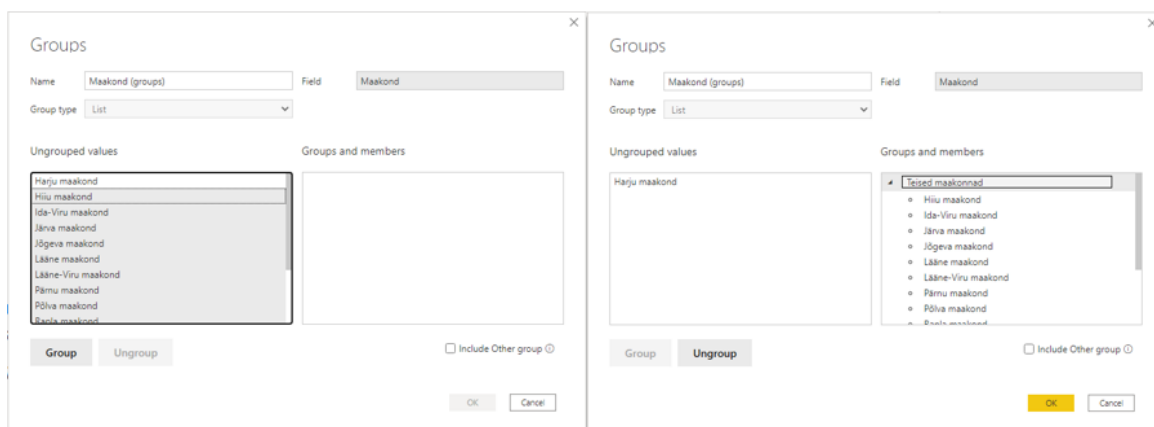 Groups
Name Maakond (groups) Field Maakond
Group type List
Ungrouped values Groups and members
Harju maakond
Hiiu maakond
Ida-Viru maakond
Järva maakond
Jõgeva maakond
Lääne maakond
Lääne-Viru maakond
Pärnu maakond
Põlva maakond
Rapla maakond
Group Ungroup Include Other group
OK Cancel
Groups
Name Maakond (groups) Field Maakond
Group type List
Ungrouped values Groups and members
Harju maakond
Teised maakonnad
Hiiu maakond
Ida-Viru maakond
Järva maakond
Jõgeva maakond
Lääne maakond
Lääne-Viru maakond
Pärnu maakond
Põlva maakond
Rapla maakond
Group Ungroup Include Other group
OK Cancel